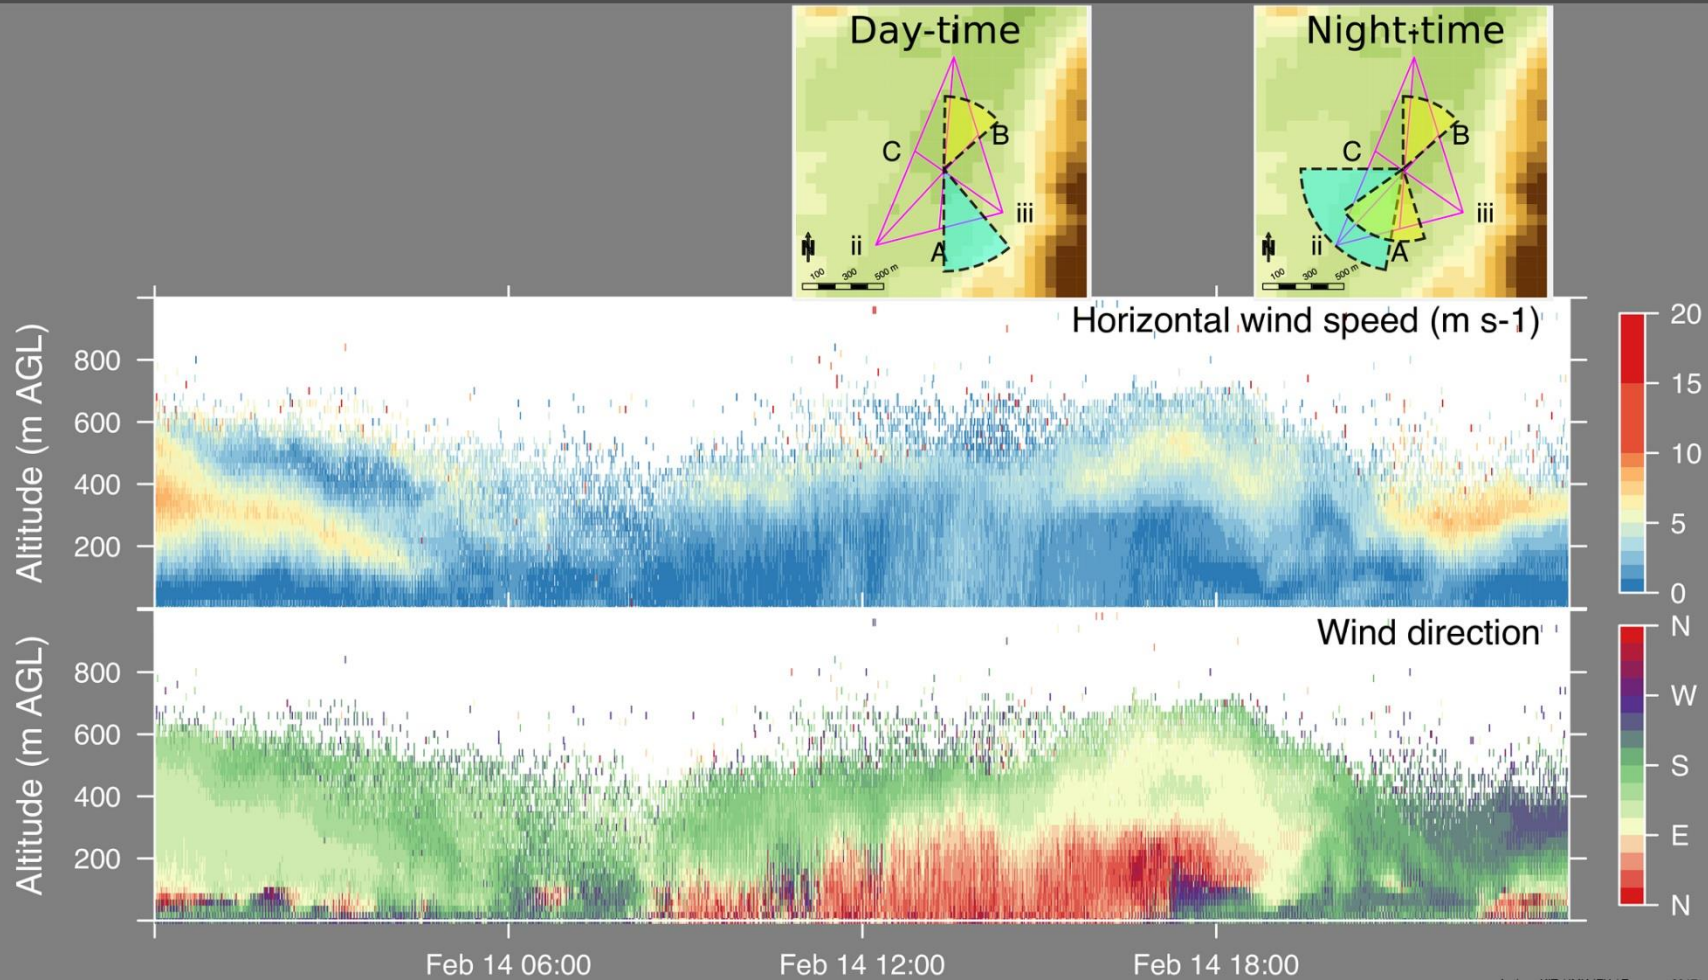 Day-time
Night-time
i
i
B
B
C
C
iii
iii
N
ii
A
N
ii
A
100 300 500 m
100 300 500 m
Horizontal wind speed (m s-1)
Altitude (m AGL)
800
600
400
200
20
15
10
5
0
Wind direction
Altitude (m AGL)
800
600
400
200
N
W
S
E
N
Feb 14 06:00
Feb 14 12:00
Feb 14 18:00